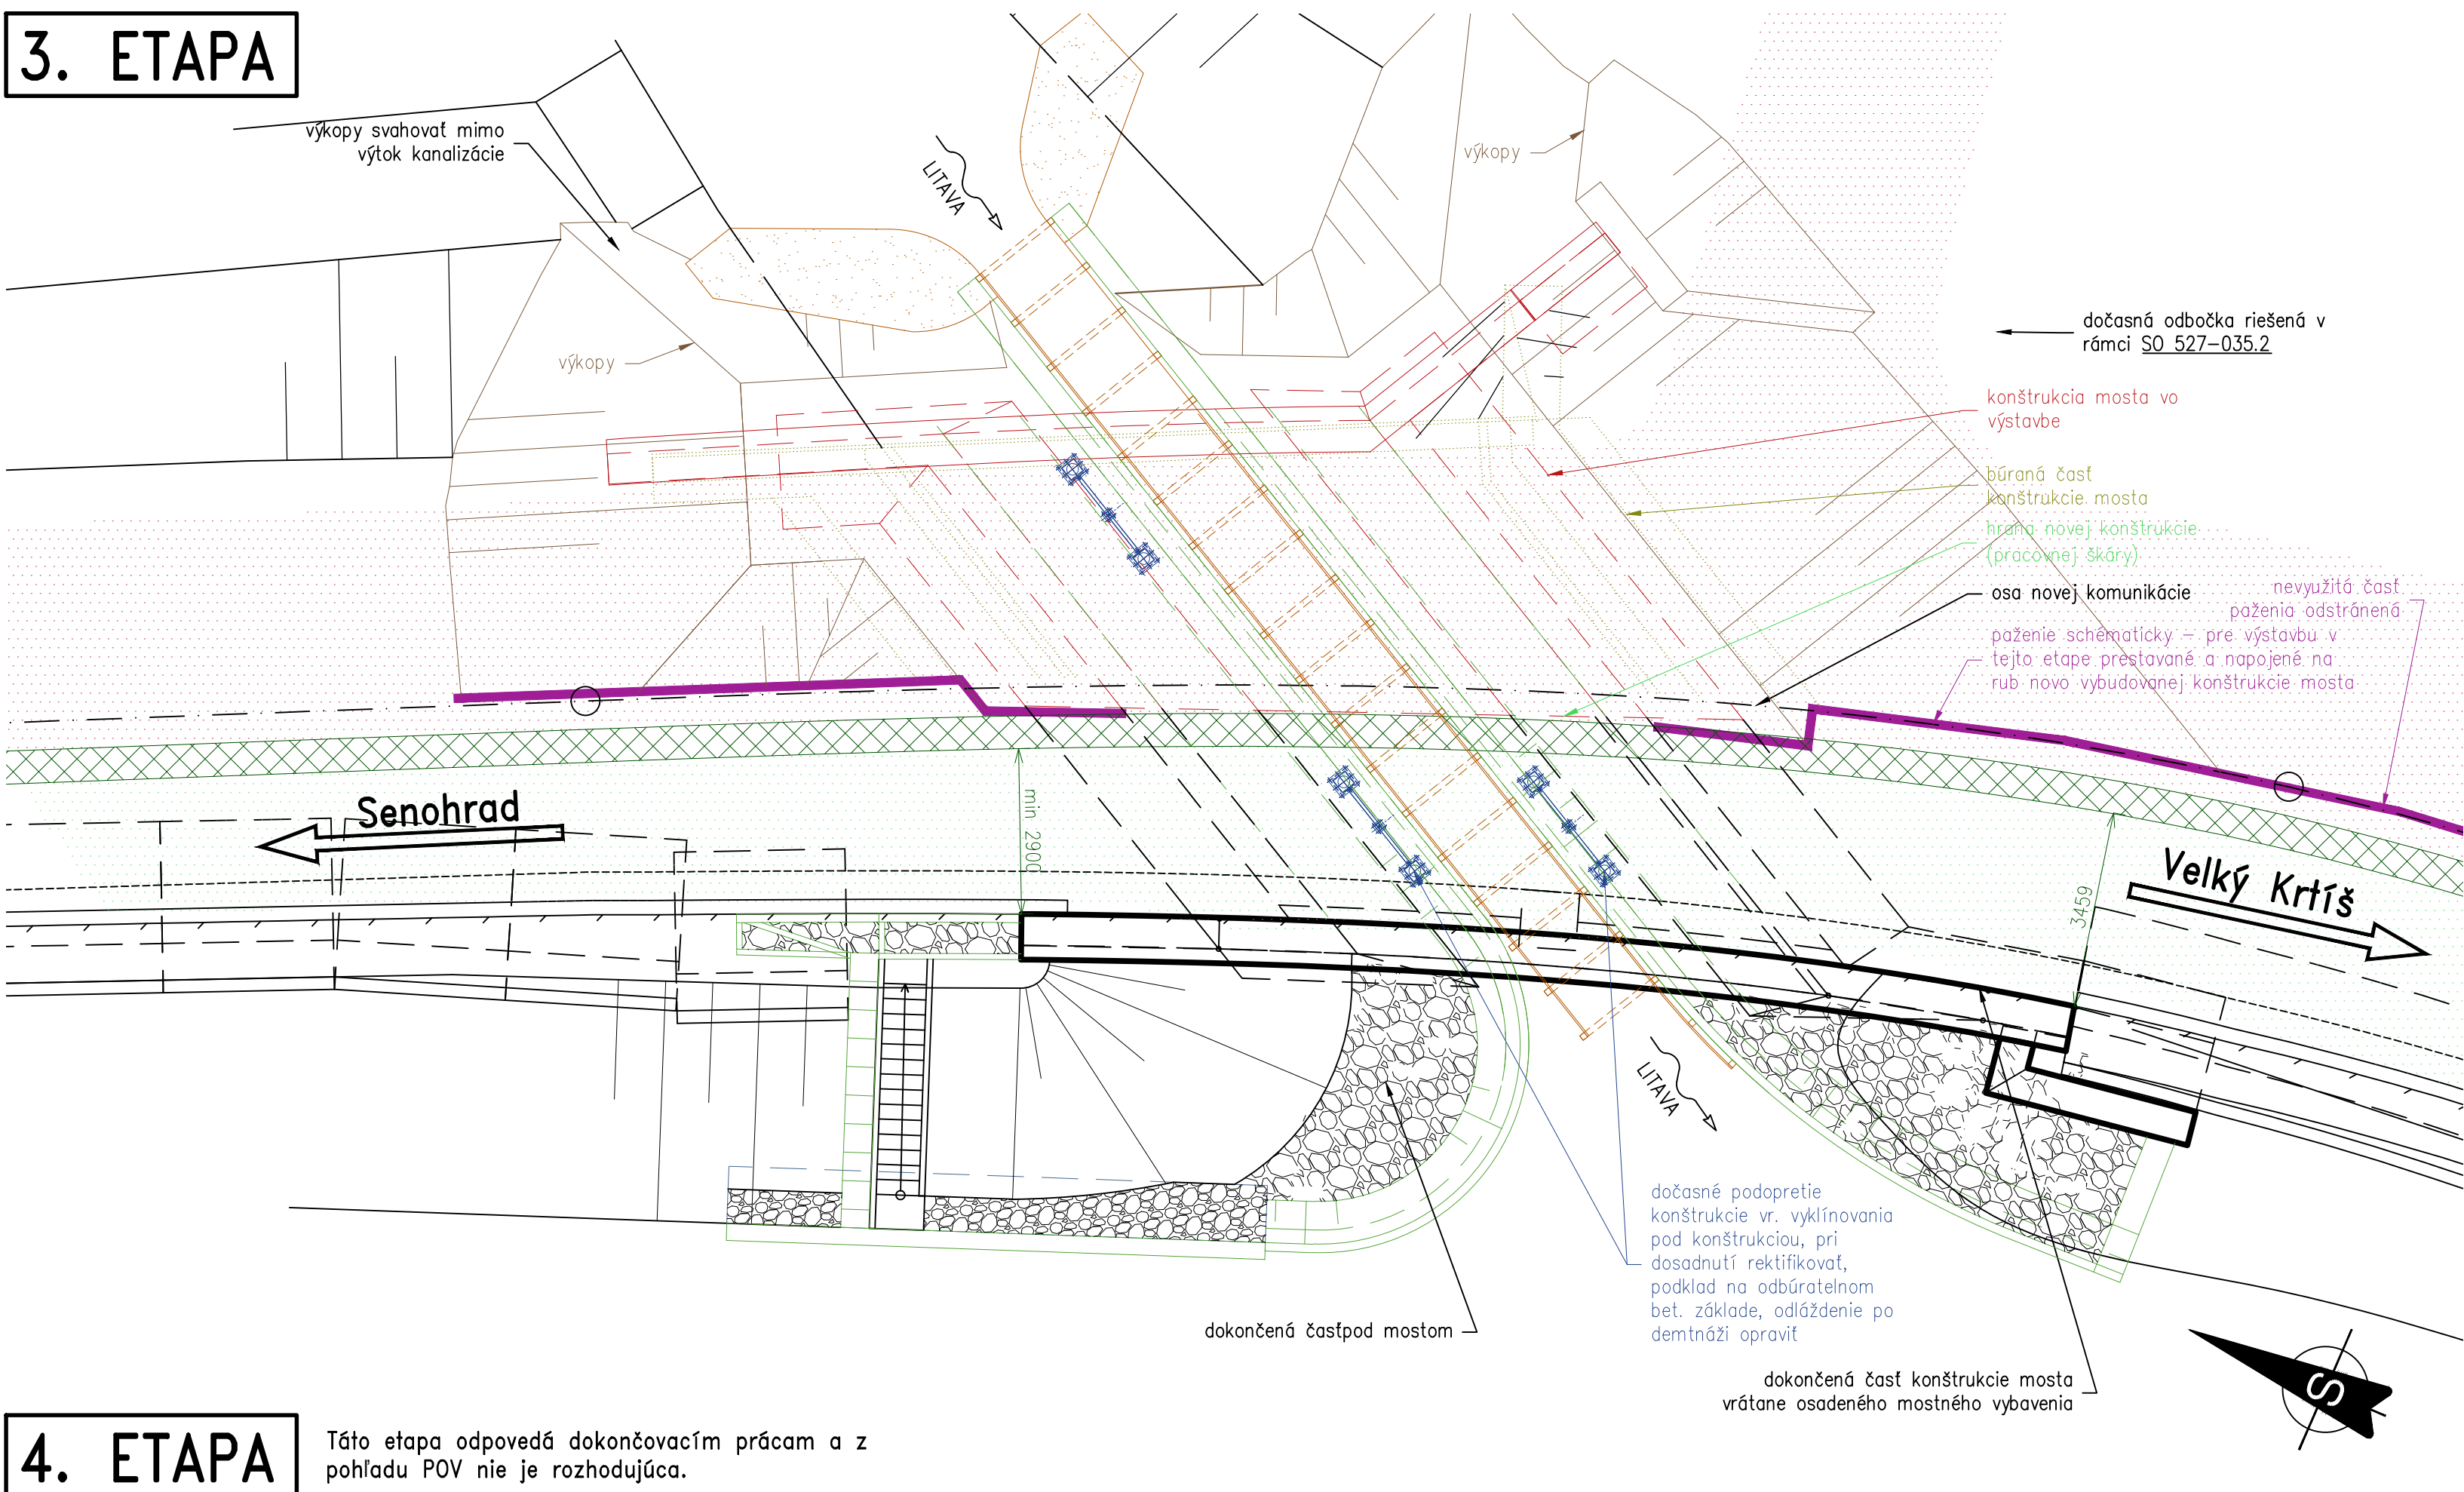 3. ETAPA
výkopy svahovať mimo
výtok kanalizácie
LITAVA
výkopy
výkopy
dočasná odbočka riešená v
rámci SO 527-035.2
konštrukcia mosta vo
výstavbe
búraná časť
konštrukcie mosta
hrana novej konštrukcie
(pracovnej škáry)
osa novej komunikácie
nevyužitá časť
paženia odstránená
paženie schématicky – pre výstavbu v
tejto etape prestavané a napojené na
rub novo vybudovanej konštrukcie mosta
Senohrad
min 2900
3459
Velký Krtíš
LITAVA
dočasné podopretie
konštrukcie vr. vyklínovania
pod konštrukciou, pri
dosadnutí rektifikovať,
podklad na odbúratelnom
bet. základe, odláždenie po
demtnáži opraviť
dokončená časťpod mostom
dokončená časť konštrukcie mosta
vrátane osadeného mostného vybavenia
S
4. ETAPA
Táto etapa odpovedá dokončovacím prácam a z
pohľadu POV nie je rozhodujúca.